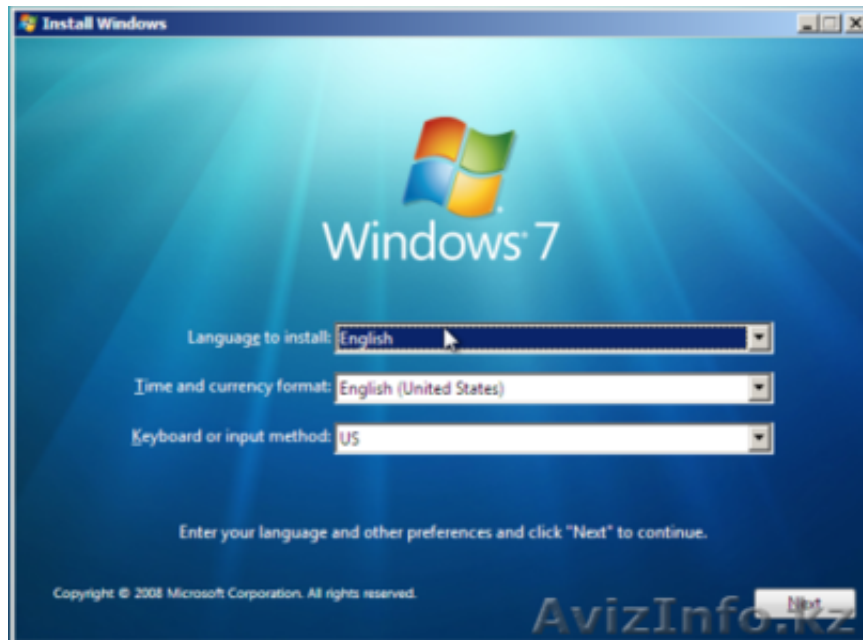 Install Windows
Windows® 7
Language to install: English
Time and currency format: English (United States)
Keyboard or input method: US
Enter your language and other preferences and click "Next" to continue.
Copyright © 2008 Microsoft Corporation. All rights reserved.
Next
AvizInfo.kz